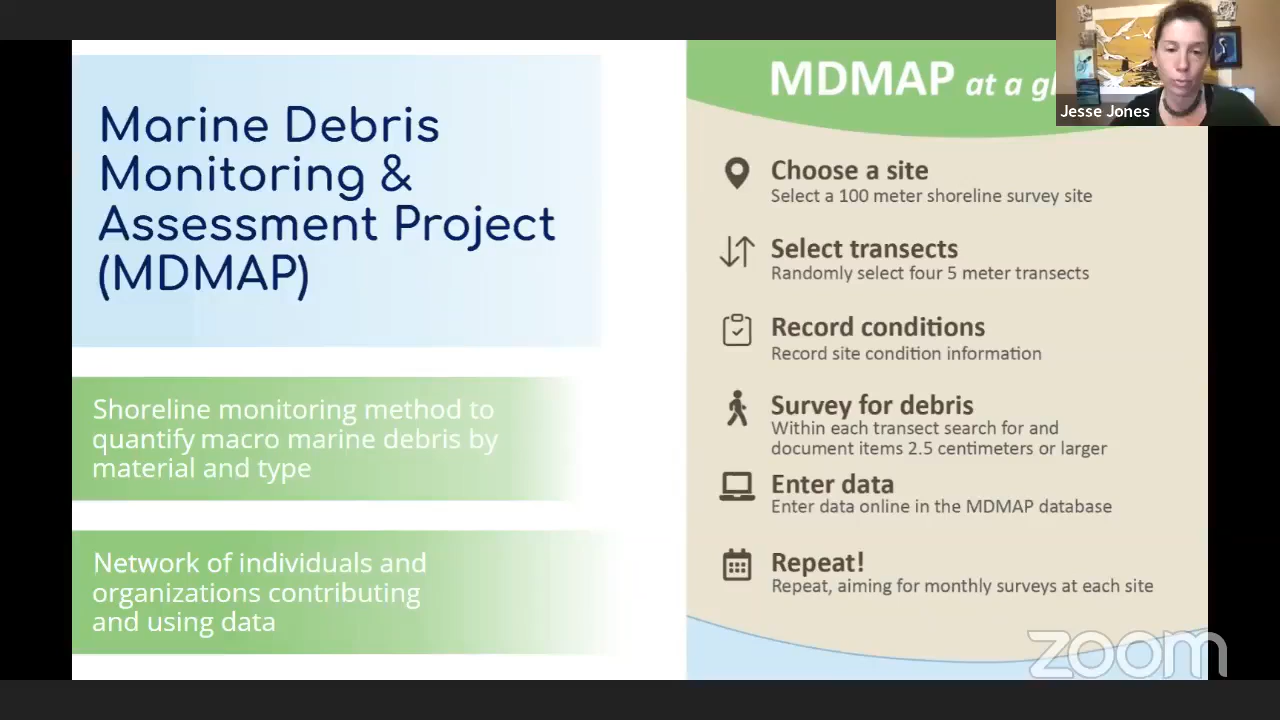 Marine Debris
Monitoring &
Assessment Project
(MDMAP)
Shoreline monitoring method to
quantify macro marine debris by
material and type
Network of individuals and
organizations contributing
and using data
MDMAP at a
Choose a site
Select a 100 meter shoreline survey site
Select transects
Randomly select four 5 meter transects
Record conditions
Record site condition information
Survey for debris
Within each transect search for and
document items 2.5 centimeters or larger
Enter data
Enter data online in the MDMAP database
Repeat!
Repeat, aiming for monthly surveys at each site
Jesse Jones
zoom